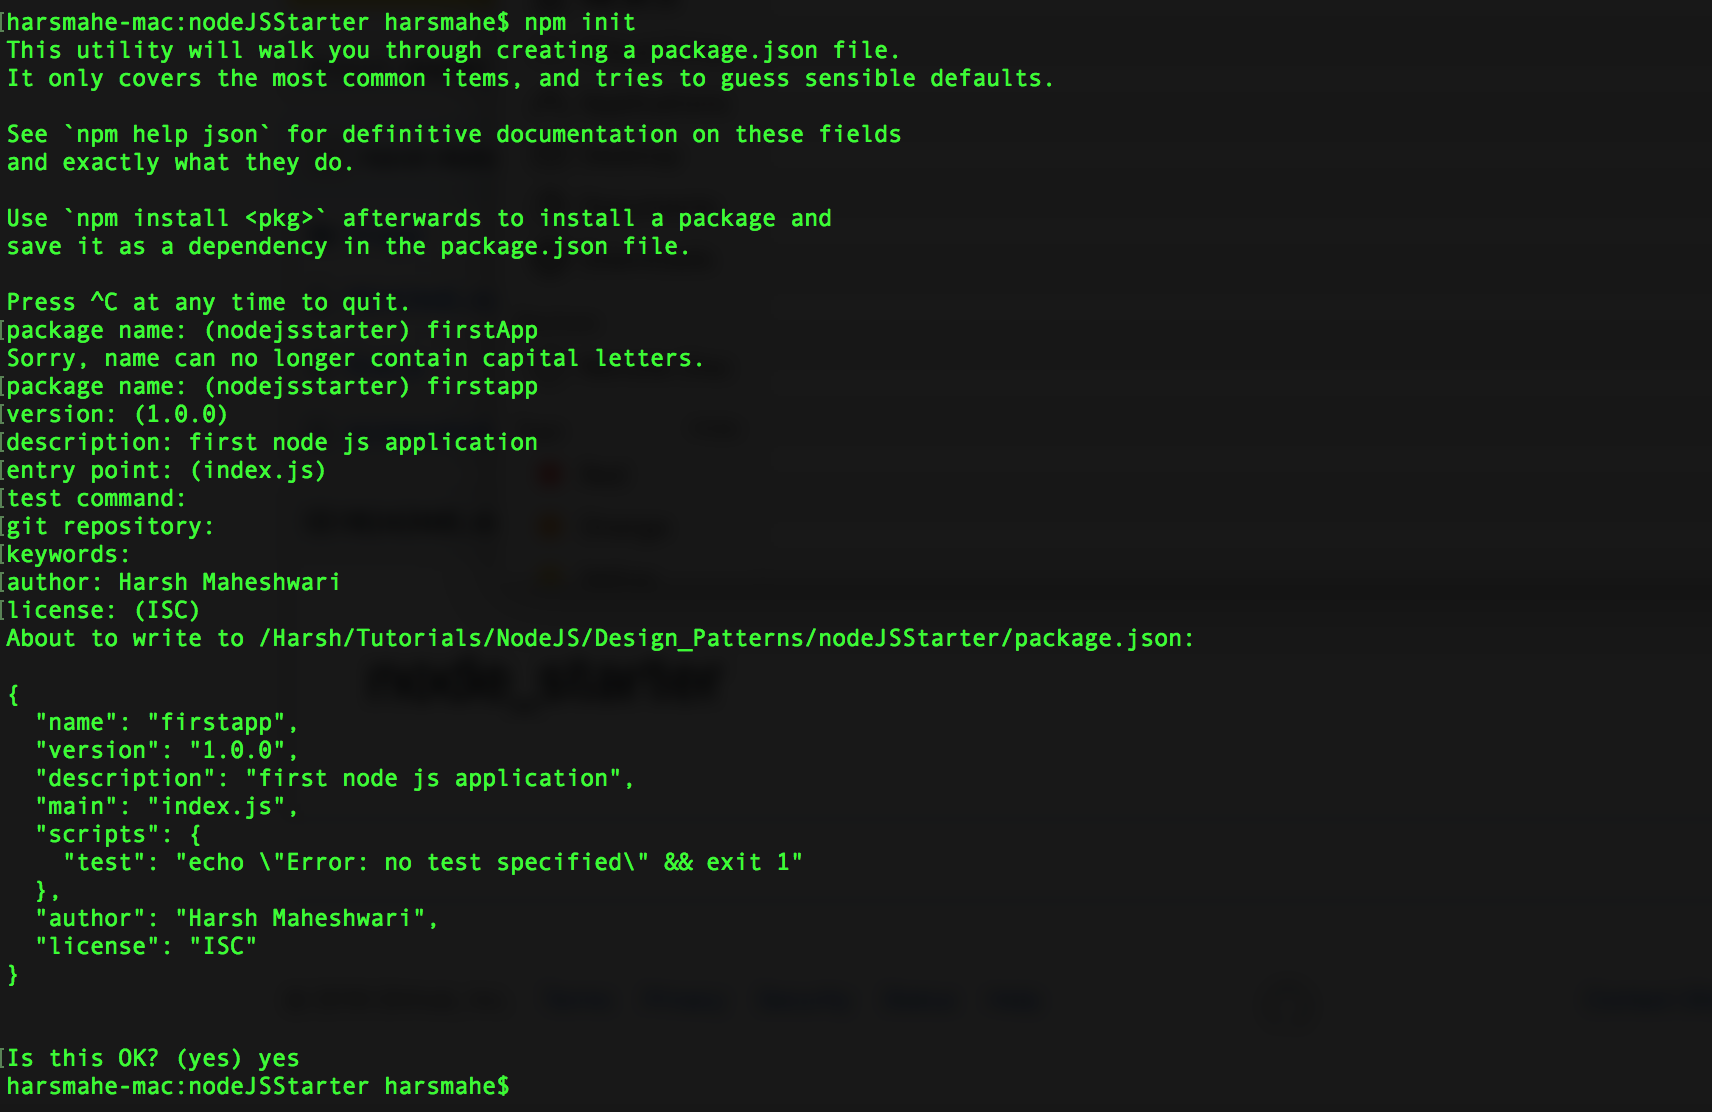 [harsmahe-mac:nodeJSStarter harsmahe$ npm init
This utility will walk you through creating a package.json file.
It only covers the most common items, and tries to guess sensible defaults.
See `npm help json` for definitive documentation on these fields
and exactly what they do.
Use `npm install <pkg>` afterwards to install a package and
save it as a dependency in the package.json file.
Press ^C at any time to quit.
[package name: (nodejsstarter) firstApp
Sorry, name can no longer contain capital letters.
[package name: (nodejsstarter) firstapp
[version: (1.0.0)
[description: first node js application
[entry point: (index.js)
[test command:
[git repository:
[keywords:
[author: Harsh Maheshwari
[license: (ISC)
About to write to /Harsh/Tutorials/NodeJS/Design_Patterns/nodeJSStarter/package.json:
node_starter
{
  "name": "firstapp",
  "version": "1.0.0",
  "description": "first node js application",
  "main": "index.js",
  "scripts": {
    "test": "echo \"Error: no test specified\" && exit 1"
  },
  "author": "Harsh Maheshwari",
  "license": "ISC"
}
[Is this OK? (yes) yes
harsmahe-mac:nodeJSStarter harsmahe$